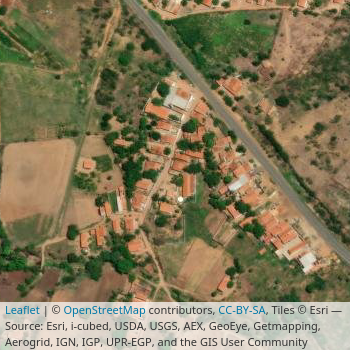 Leaflet | © OpenStreetMap contributors, CC-BY-SA, Tiles © Esri —
Source: Esri, i-cubed, USDA, USGS, AEX, GeoEye, Getmapping,
Aerogrid, IGN, IGP, UPR-EGP, and the GIS User Community